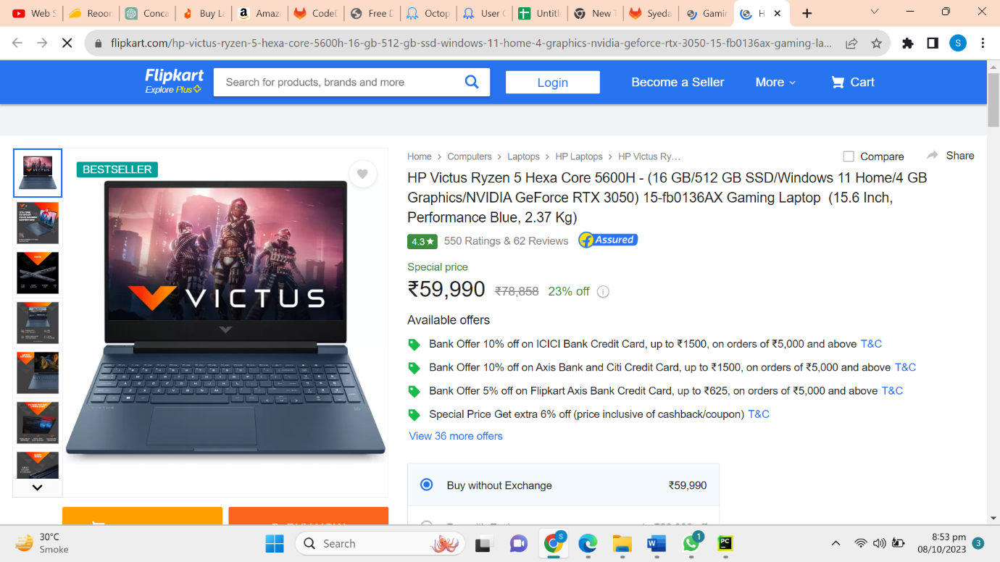 Web S
Reoor
Conca
Buy La
Amaz
CodeD
Free D
Octop
User C
Untitle
New T
Syeda
Gamin
H
flipkart.com/hp-victus-ryzen-5-hexa-core-5600h-16-gb-512-gb-ssd-windows-11-home-4-graphics-nvidia-geforce-rtx-3050-15-fb0136ax-gaming-la...
S
Flipkart
Explore Plus
Search for products, brands and more
Login
Become a Seller
More
Cart
Home > Computers > Laptops > HP Laptops > HP Victus Ry...
Compare
Share
BESTSELLER
VICTUS
HP Victus Ryzen 5 Hexa Core 5600H - (16 GB/512 GB SSD/Windows 11 Home/4 GB
Graphics/NVIDIA GeForce RTX 3050) 15-fb0136AX Gaming Laptop (15.6 Inch,
Performance Blue, 2.37 Kg)
4.3★ 550 Ratings & 62 Reviews Assured
Special price
₹59,990 ₹78,858 23% off
Available offers
Bank Offer 10% off on ICICI Bank Credit Card, up to ₹1500, on orders of ₹5,000 and above T&C
Bank Offer 10% off on Axis Bank and Citi Credit Card, up to ₹1500, on orders of ₹5,000 and above T&C
Bank Offer 5% off on Flipkart Axis Bank Credit Card, up to ₹625, on orders of ₹5,000 and above T&C
Special Price Get extra 6% off (price inclusive of cashback/coupon) T&C
View 36 more offers
Buy without Exchange ₹59,990
30°C
Smoke
Search
S
1
PC
8:53 pm
08/10/2023
3